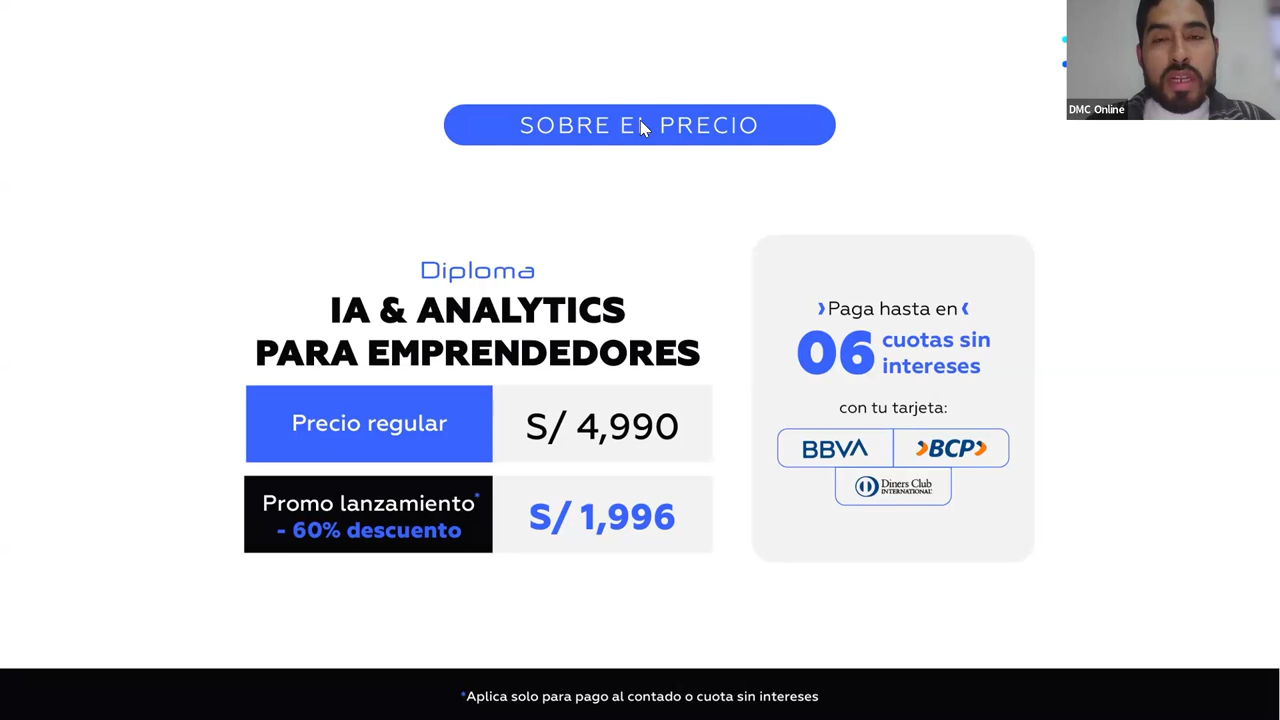 SOBRE EL PRECIO
DMC Online
Diploma
IA & ANALYTICS
PARA EMPRENDEDORES
Precio regular
S/ 4,990
Promo lanzamiento*
- 60% descuento
S/ 1,996
Paga hasta en
06 cuotas sin
intereses
con tu tarjeta:
BBVA
BCP
Diners Club
INTERNATIONAL
*Aplica solo para pago al contado o cuota sin intereses